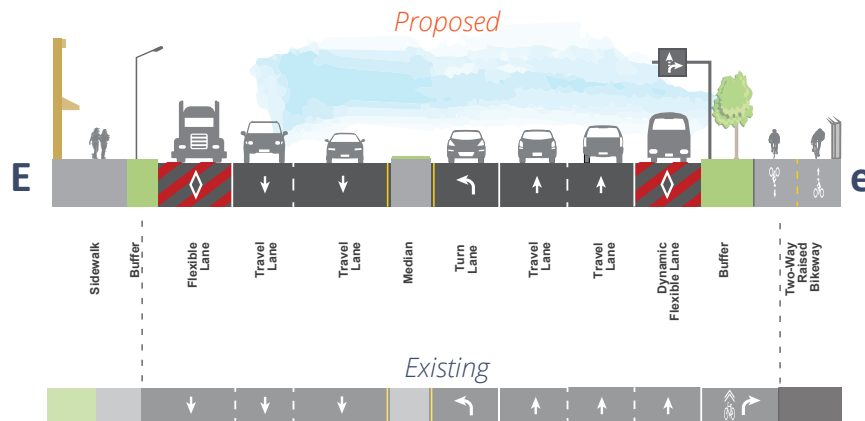 Proposed
E
e
Sidewalk
Buffer
Flexible
Lane
Travel
Lane
Travel
Lane
Median
Turn
Lane
Travel
Lane
Travel
Lane
Dynamic
Flexible Lane
Buffer
Two-Way
Raised
Bikeway
Existing